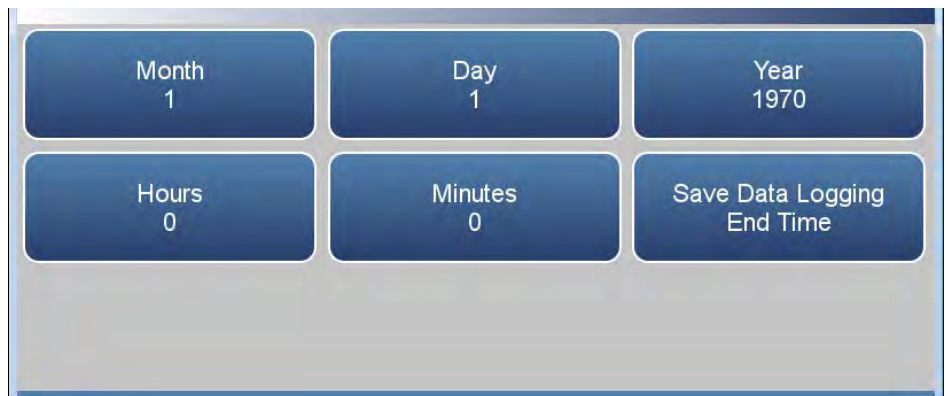 Month
1
Day
1
Year
1970
Hours
0
Minutes
0
Save Data Logging
End Time